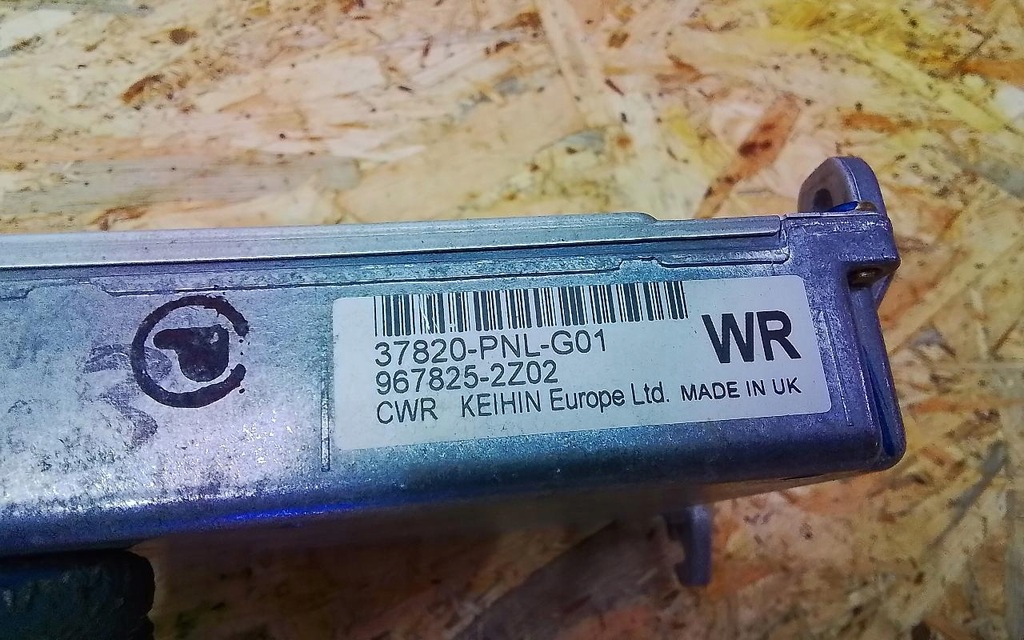 37820-PNL-G01
WR
967825-2Z02
CWR KEIHIN Europe Ltd. MADE IN UK